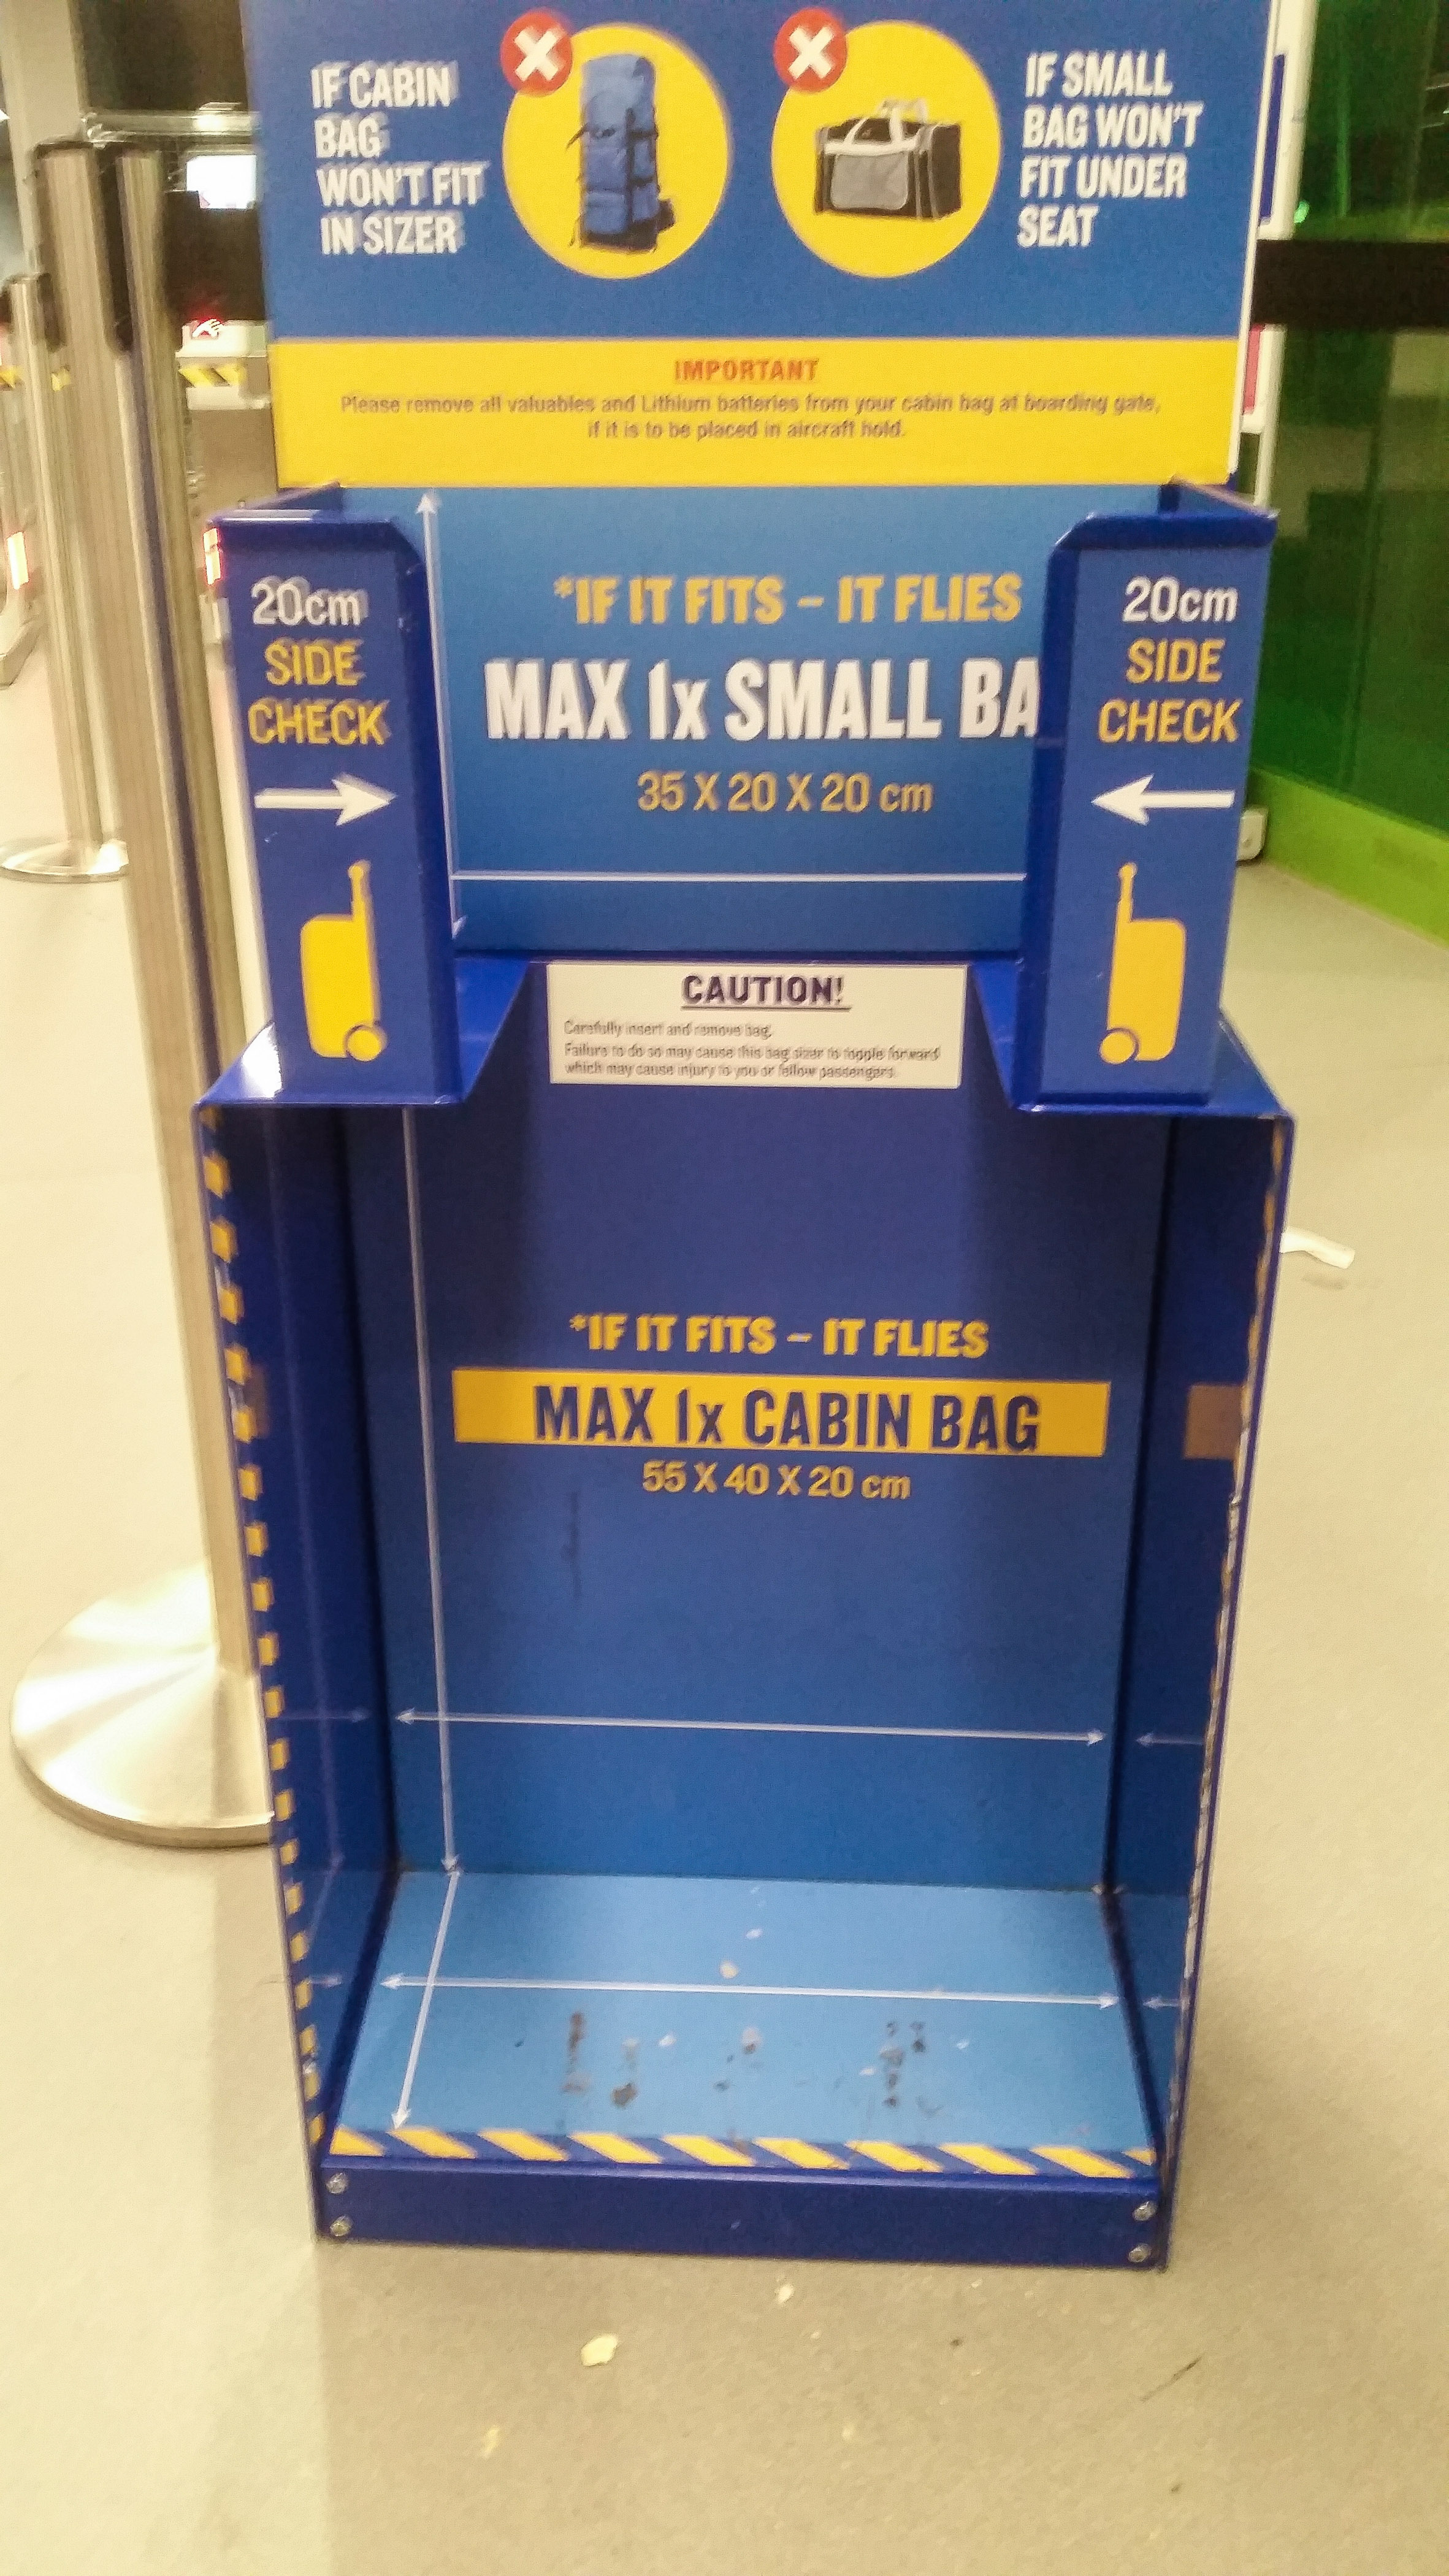 IF CABIN
BAG
WON'T FIT
IN SIZER
IF SMALL
BAG WON'T
FIT UNDER
SEAT
IMPORTANT
Please remove all valuables and Lithium batteries from your cabin bag at boarding gate,
if it is to be placed in aircraft hold.
20cm
SIDE
CHECK
*IF IT FITS – IT FLIES
MAX 1x SMALL BA
35 X 20 X 20 cm
20cm
SIDE
CHECK
CAUTION!
Carefully insert and remove bag.
Failure to do so may cause this bag sizer to toggle forward
which may cause injury to you or fellow passengers.
*IF IT FITS – IT FLIES
MAX 1x CABIN BAG
55 X 40 X 20 cm